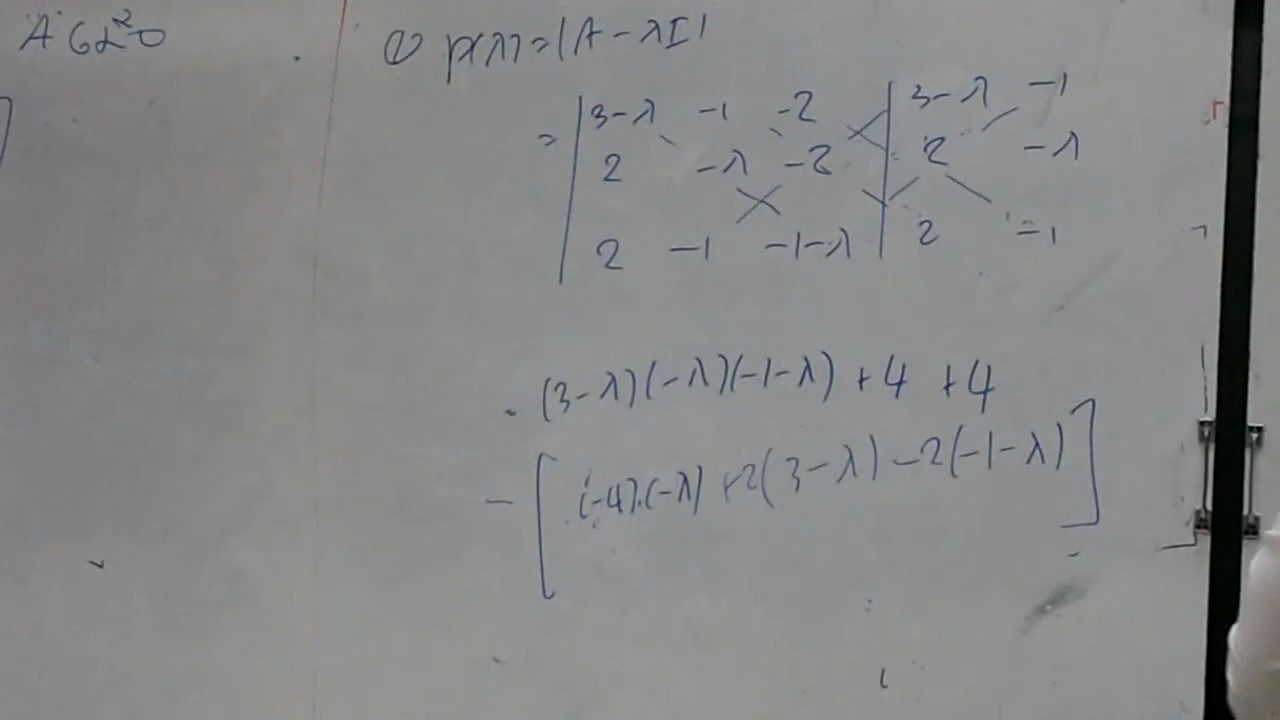 ① p(λ) = |A - λI|
= | 3-λ -1 -2 | 3-λ -1
2 -λ -2 | 2 -λ
2 -1 -1-λ | 2 -1
(3-λ)(-λ)(-1-λ) + 4 + 4
- [ (-4).(-λ) + 2(3-λ) - 2(-1-λ) ]